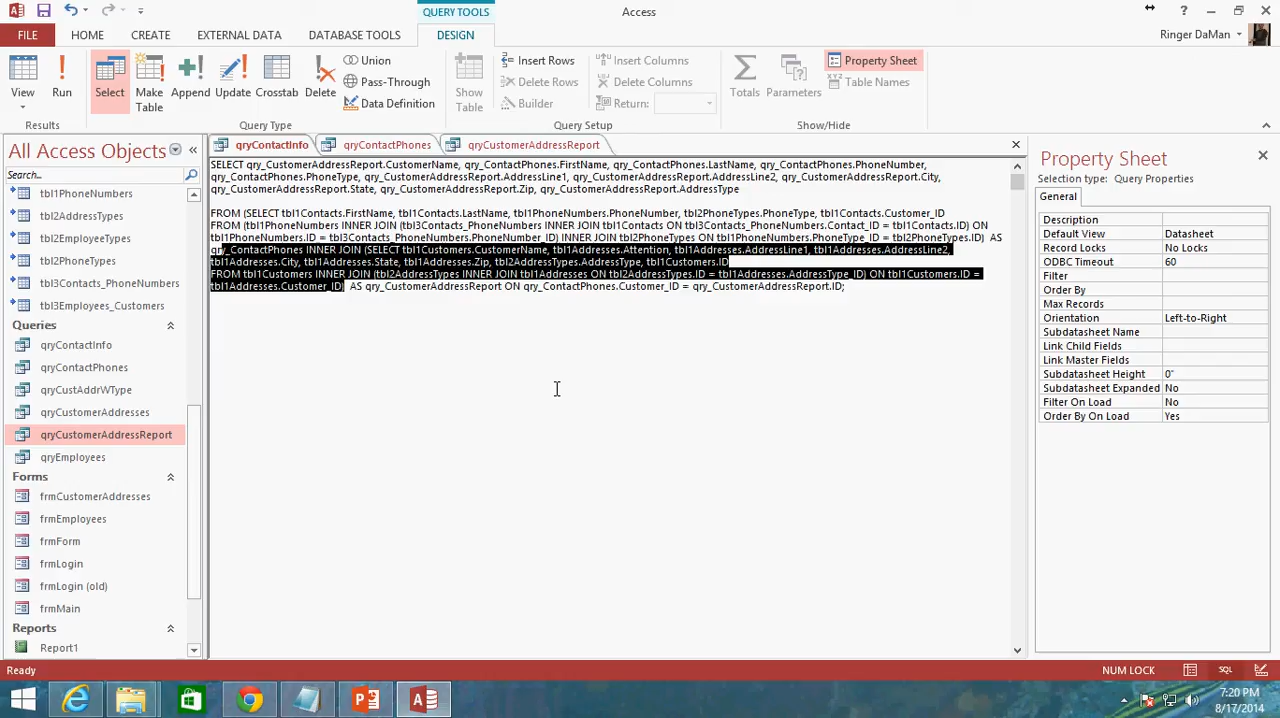 QUERY TOOLS
Access
FILE
HOME
CREATE
EXTERNAL DATA
DATABASE TOOLS
DESIGN
Ringer DaMan
View
Run
Results
Select
Make Table
Append
Update
Crosstab
Delete
Union
Pass-Through
Data Definition
Query Type
Show Table
Insert Rows
Delete Rows
Builder
Insert Columns
Delete Columns
Return:
Query Setup
Totals
Parameters
Property Sheet
Table Names
Show/Hide
All Access Objects
Search...
tbl1PhoneNumbers
tbl2AddressTypes
tbl2EmployeeTypes
tbl2PhoneTypes
tbl3Contacts_PhoneNumbers
tbl3Employees_Customers
Queries
qryContactInfo
qryContactPhones
qryCustAddrWType
qryCustomerAddresses
qryCustomerAddressReport
qryEmployees
Forms
frmCustomerAddresses
frmEmployees
frmForm
frmLogin
frmLogin (old)
frmMain
Reports
Report1
qryContactInfo
qryContactPhones
qryCustomerAddressReport
SELECT qry_CustomerAddressReport.CustomerName, qry_ContactPhones.FirstName, qry_ContactPhones.LastName, qry_ContactPhones.PhoneNumber,
qry_ContactPhones.PhoneType, qry_CustomerAddressReport.AddressLine1, qry_CustomerAddressReport.AddressLine2, qry_CustomerAddressReport.City,
qry_CustomerAddressReport.State, qry_CustomerAddressReport.Zip, qry_CustomerAddressReport.AddressType
FROM (SELECT tbl1Contacts.FirstName, tbl1Contacts.LastName, tbl1PhoneNumbers.PhoneNumber, tbl2PhoneTypes.PhoneType, tbl1Contacts.Customer_ID
FROM (tbl1PhoneNumbers INNER JOIN (tbl3Contacts_PhoneNumbers INNER JOIN tbl1Contacts ON tbl3Contacts_PhoneNumbers.Contact_ID = tbl1Contacts.ID) ON
tbl1PhoneNumbers.ID = tbl3Contacts_PhoneNumbers.PhoneNumber_ID) INNER JOIN tbl2PhoneTypes ON tbl1PhoneNumbers.PhoneType_ID = tbl2PhoneTypes.ID) AS
qry_ContactPhones INNER JOIN (SELECT tbl1Customers.CustomerName, tbl1Addresses.Attention, tbl1Addresses.AddressLine1, tbl1Addresses.AddressLine2,
tbl1Addresses.City, tbl1Addresses.State, tbl1Addresses.Zip, tbl2AddressTypes.AddressType, tbl1Customers.ID
FROM tbl1Customers INNER JOIN (tbl2AddressTypes INNER JOIN tbl1Addresses ON tbl2AddressTypes.ID = tbl1Addresses.AddressType_ID) ON tbl1Customers.ID =
tbl1Addresses.Customer_ID) AS qry_CustomerAddressReport ON qry_ContactPhones.Customer_ID = qry_CustomerAddressReport.ID;
Property Sheet
Selection type: Query Properties
General
Description
Default View Datasheet
Record Locks No Locks
ODBC Timeout 60
Filter
Order By
Max Records
Orientation Left-to-Right
Subdatasheet Name
Link Child Fields
Link Master Fields
Subdatasheet Height 0"
Subdatasheet Expanded No
Filter On Load No
Order By On Load Yes
Ready
NUM LOCK
SQL
7:20 PM
8/17/2014